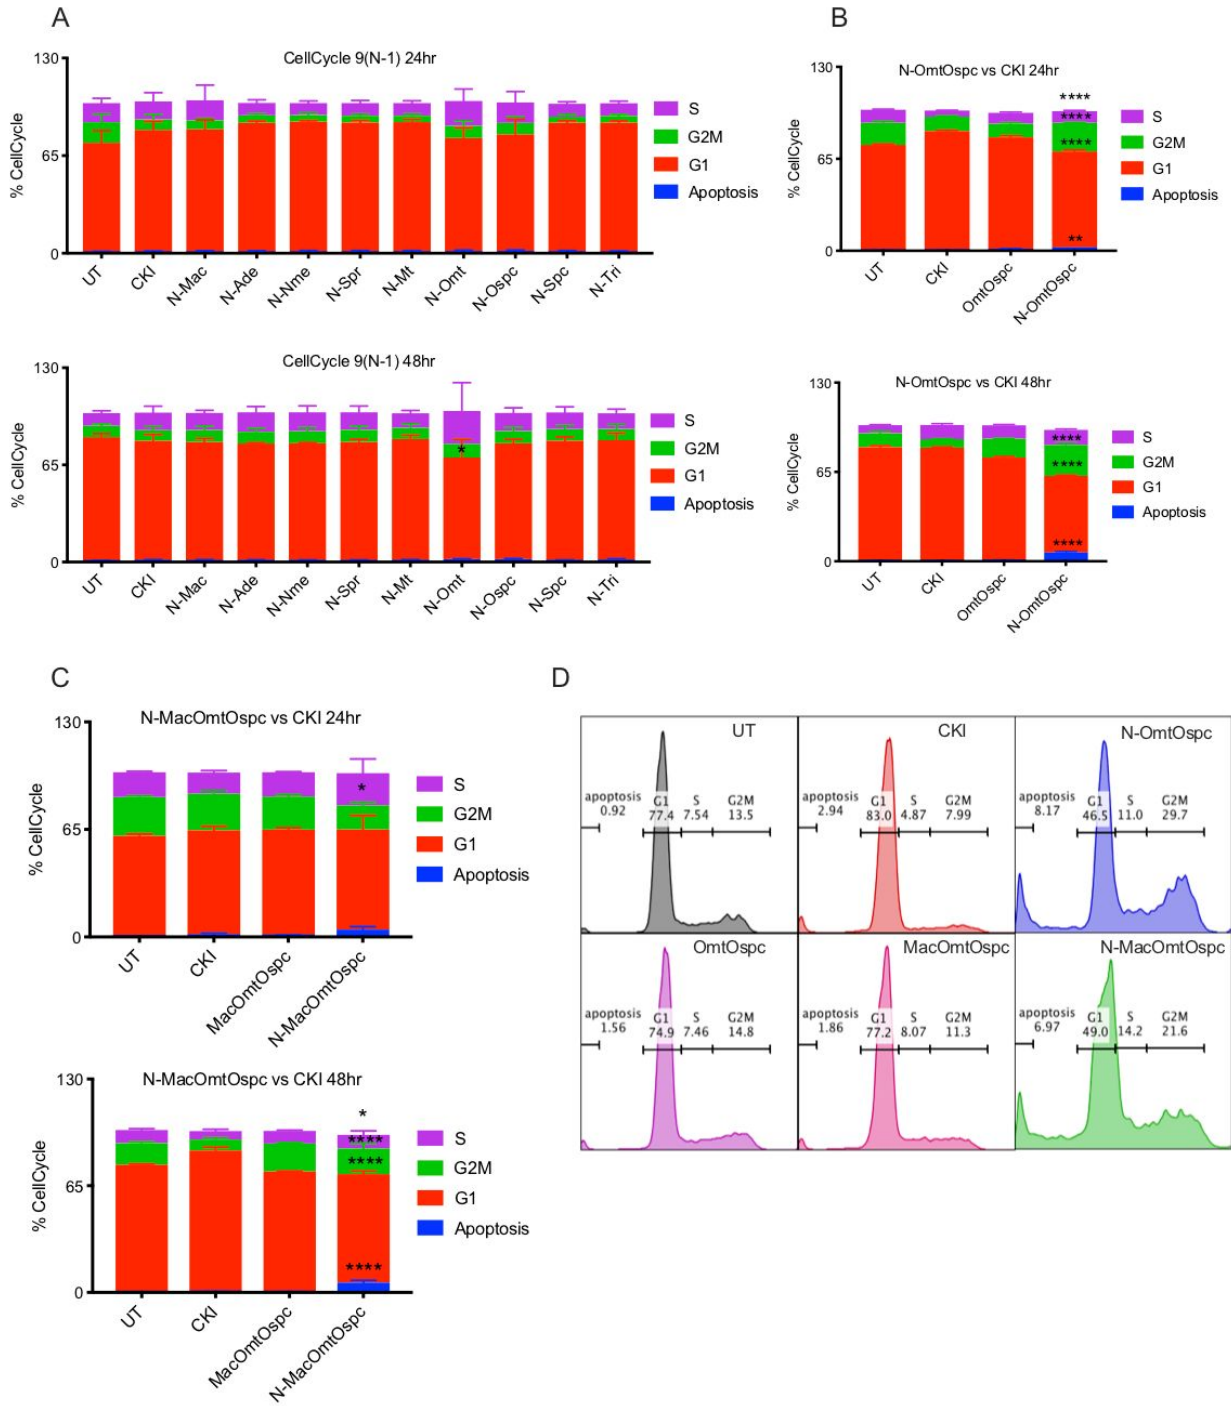 A
CellCycle 9(N-1) 24hr
130
65
0
% CellCycle
S
G2M
G1
Apoptosis
UT
CKI
N-Mac
N-Ade
N-Nme
N-Spr
N-Mt
N-Omt
N-Ospc
N-Spc
N-Tri
CellCycle 9(N-1) 48hr
130
65
0
% CellCycle
*
S
G2M
G1
Apoptosis
UT
CKI
N-Mac
N-Ade
N-Nme
N-Spr
N-Mt
N-Omt
N-Ospc
N-Spc
N-Tri
B
N-OmtOspc vs CKI 24hr
130
65
0
% CellCycle
****
****
****
**
S
G2M
G1
Apoptosis
UT
CKI
OmtOspc
N-OmtOspc
N-OmtOspc vs CKI 48hr
130
65
0
% CellCycle
****
****
****
S
G2M
G1
Apoptosis
UT
CKI
OmtOspc
N-OmtOspc
C
N-MacOmtOspc vs CKI 24hr
130
65
0
% CellCycle
*
S
G2M
G1
Apoptosis
UT
CKI
MacOmtOspc
N-MacOmtOspc
N-MacOmtOspc vs CKI 48hr
130
65
0
% CellCycle
*
****
****
****
S
G2M
G1
Apoptosis
UT
CKI
MacOmtOspc
N-MacOmtOspc
D
UT
apoptosis G1 S G2M
0.92 77.4 7.54 13.5
CKI
apoptosis G1 S G2M
2.94 83.0 4.87 7.99
N-OmtOspc
apoptosis G1 S G2M
8.17 46.5 11.0 29.7
OmtOspc
apoptosis G1 S G2M
1.56 74.9 7.46 14.8
MacOmtOspc
apoptosis G1 S G2M
1.86 77.2 8.07 11.3
N-MacOmtOspc
apoptosis G1 S G2M
6.97 49.0 14.2 21.6